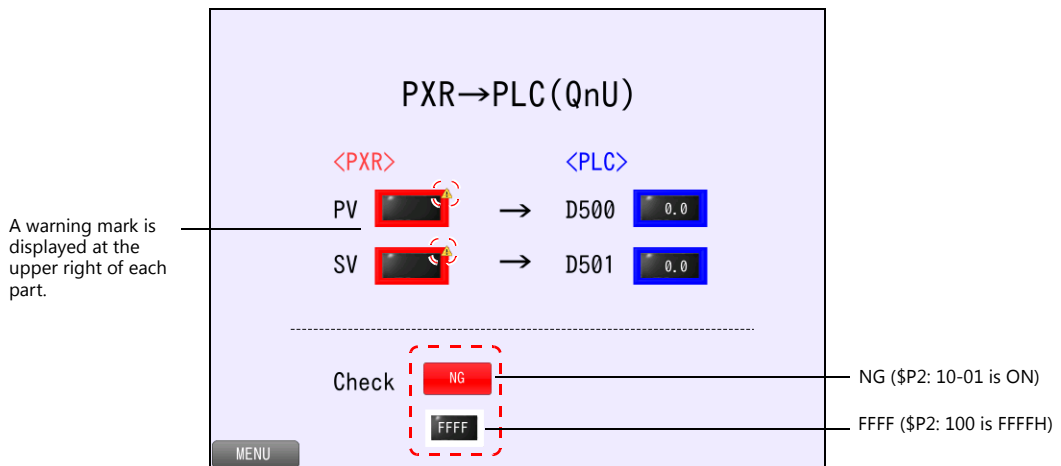 PXR→PLC(QnU)
<PXR>
<PLC>
PV → D500 0.0
SV → D501 0.0
A warning mark is
displayed at the
upper right of each
part.
Check NG
NG ($P2: 10-01 is ON)
FFFF
FFFF ($P2: 100 is FFFFH)
MENU